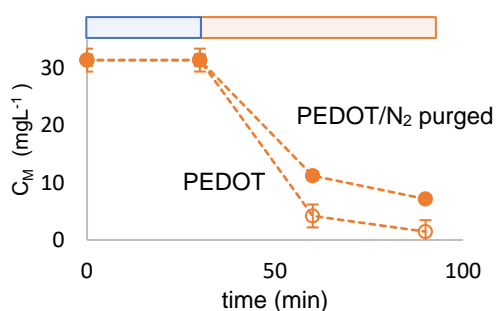 30
20
10
0
C_M (mgL⁻¹)
PEDOT/N₂ purged
PEDOT
0 50 100
time (min)